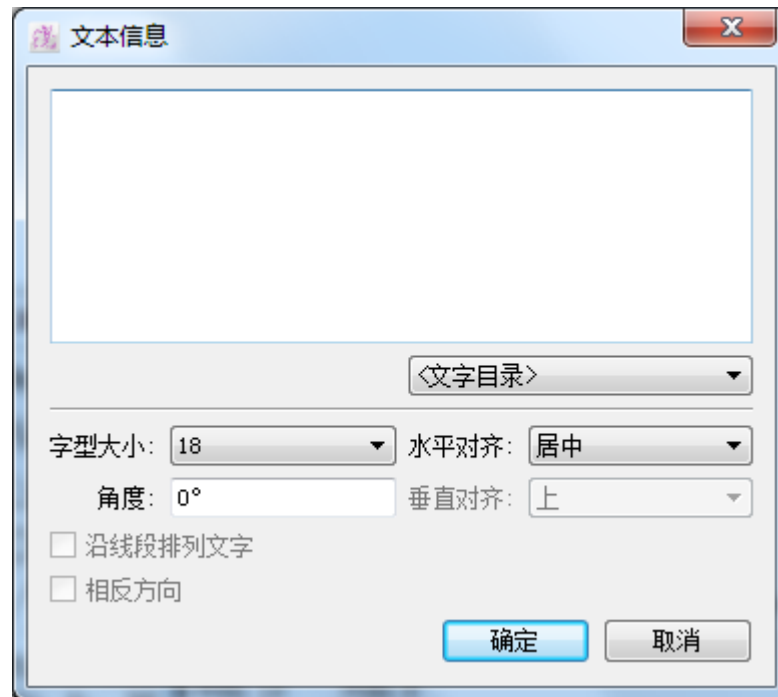 文本信息
<文字目录>
字型大小: 18 水平对齐: 居中
角度: 0° 垂直对齐: 上
沿线段排列文字
相反方向
确定 取消